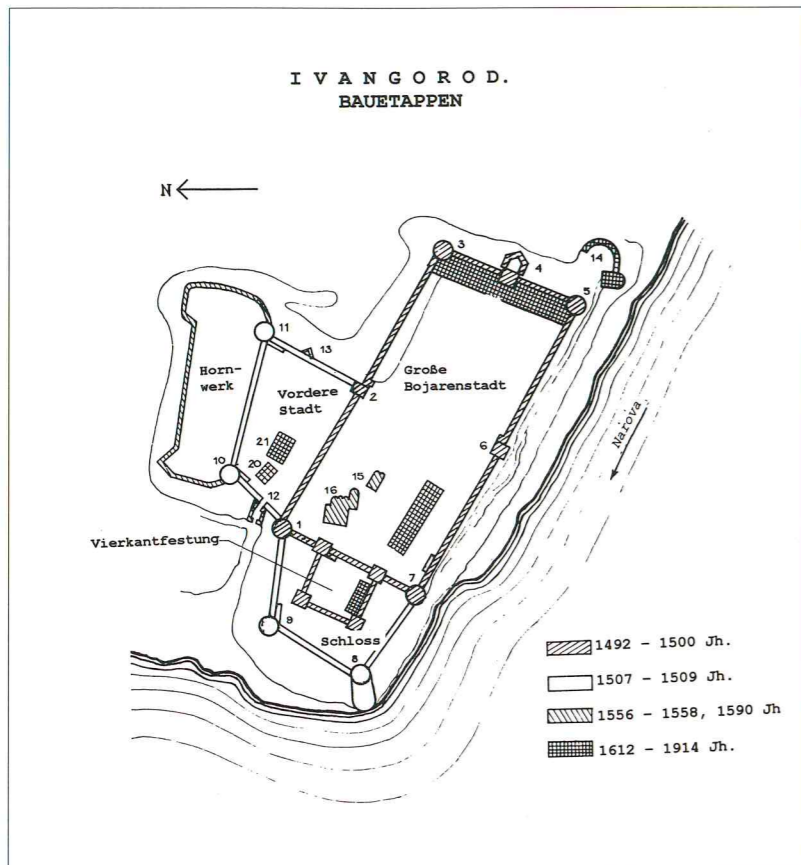 I V A N G O R O D.
BAUETAPPEN
N
3
4
14
5
11
13
Horn-
werk
Vordere
Stadt
2
Große
Bojarenstadt
Narova
6
21
10
20
12
15
16
1
Vierkantfestung
7
9
Schloss
8
1492 - 1500 Jh.
1507 - 1509 Jh.
1556 - 1558, 1590 Jh
1612 - 1914 Jh.